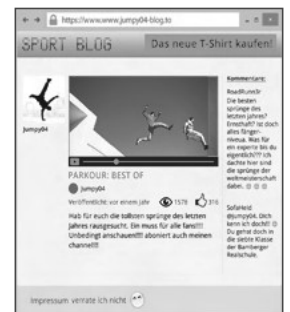 https://www.www.jumpy04-blog.to
SPORT BLOG
Das neue T-Shirt kaufen!
Jumpy04
PARKOUR: BEST OF
Jumpy04
Veröffentlicht: vor einem Jahr
1578
316
Hab für euch die tollsten sprünge des letzten
Jahres rausgesucht. Ein muss für alle fans!!!!
Unbedingt anschauen!!!! aboniert auch meinen
channel!!!!
Kommentare:
RoadRunn3r
Die besten
sprünge des
letzten Jahres?
Ernsthaft? Ist doch
alles fänger-
niveua. Was für
ein experte bis du
eigentlich???? Ich
dachte hier sind
die sprünge der
weltmeisterschaft
dabei.
SofaHeld
@Jumpy04. Dich
kenn ich doch!!!
Du gehst doch in
die siebte Klasse
der Bamberger
Realschule.
Impressum verrate ich nicht